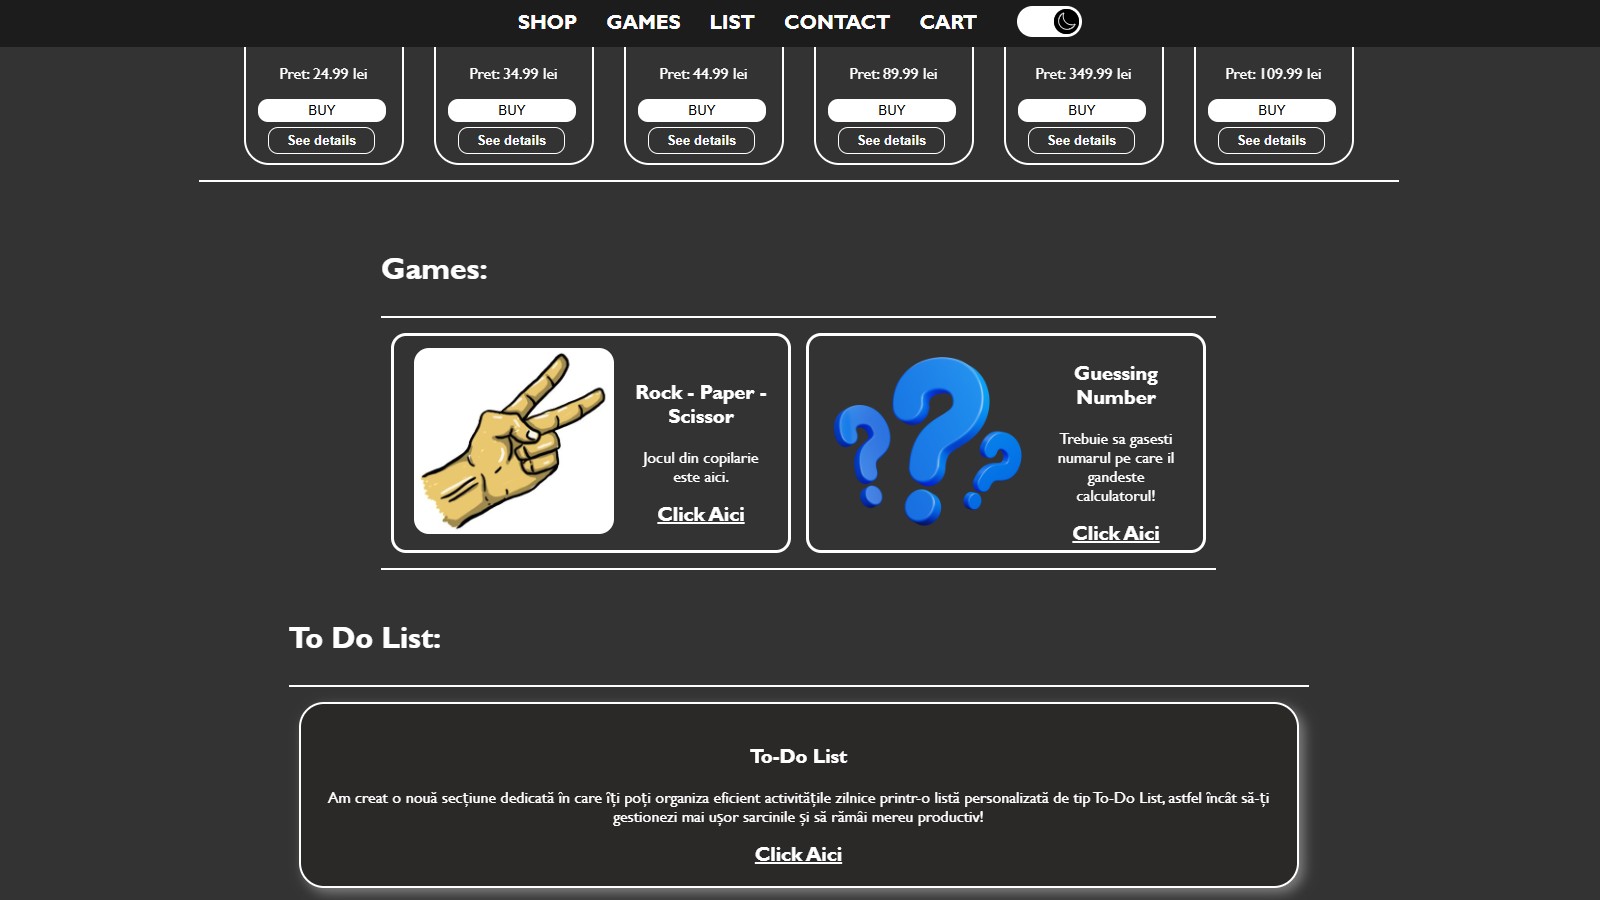 SHOP GAMES LIST CONTACT CART
Pret: 24.99 lei Pret: 34.99 lei Pret: 44.99 lei Pret: 89.99 lei Pret: 349.99 lei Pret: 109.99 lei
BUY BUY BUY BUY BUY BUY
See details See details See details See details See details See details
Games:
Rock - Paper -
Scissor
Jocul din copilarie
este aici.
Click Aici
Guessing
Number
Trebuie sa gasesti
numarul pe care il
gandeste
calculatorul!
Click Aici
To Do List:
To-Do List
Am creat o nouă secțiune dedicată în care îți poți organiza eficient activitățile zilnice printr-o listă personalizată de tip To-Do List, astfel încât să-ți
gestionezi mai ușor sarcinile și să rămâi mereu productiv!
Click Aici